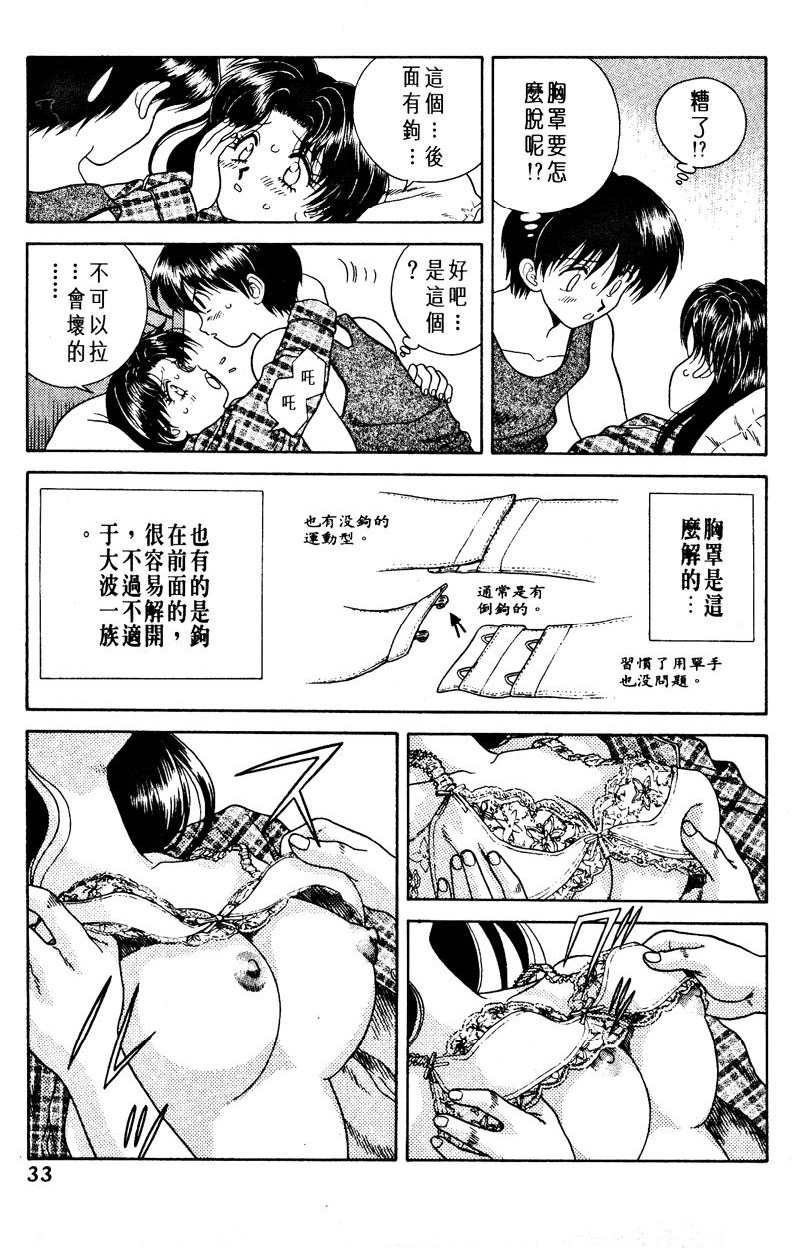 糟了!?
胸罩要怎
麼脫呢!?
這個…後
面有鉤…
好吧…
是這個
?
吒
吒
不可以拉
…會壞的
……
胸罩是這
麼解的…
也有没鉤的
運動型。
通常是有
倒鉤的。
習慣了用單手
也没問題。
也有的是鉤
在前面的，
很容易解開
，不過不適
于大波一族
。
33